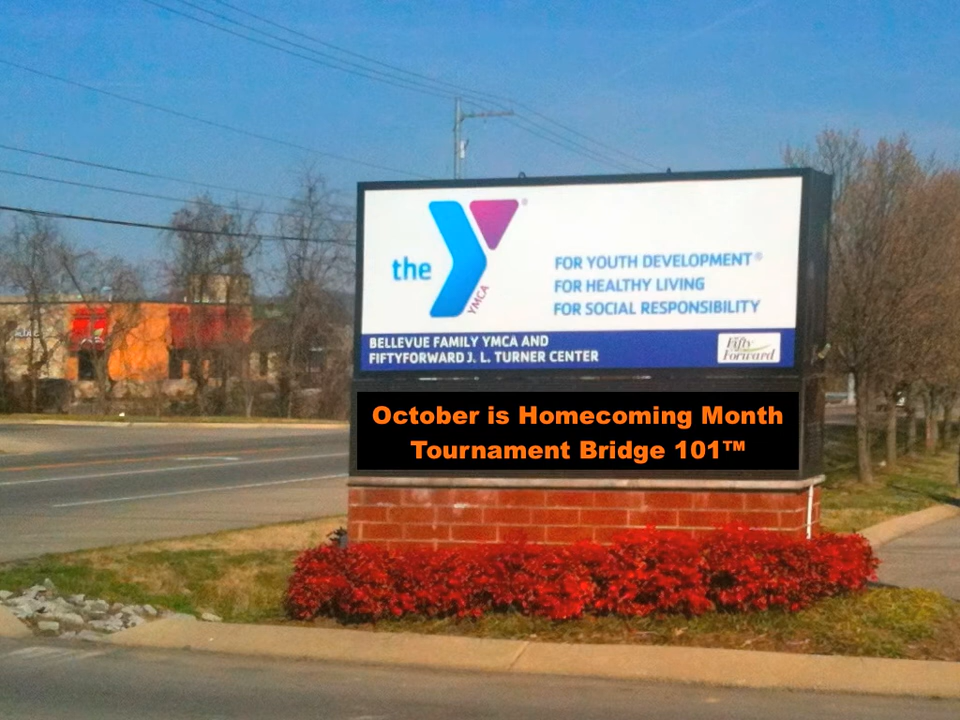 the
YMCA
®
FOR YOUTH DEVELOPMENT®
FOR HEALTHY LIVING
FOR SOCIAL RESPONSIBILITY
BELLEVUE FAMILY YMCA AND
FIFTYFORWARD J. L. TURNER CENTER
Fifty
Forward
October is Homecoming Month
Tournament Bridge 101™